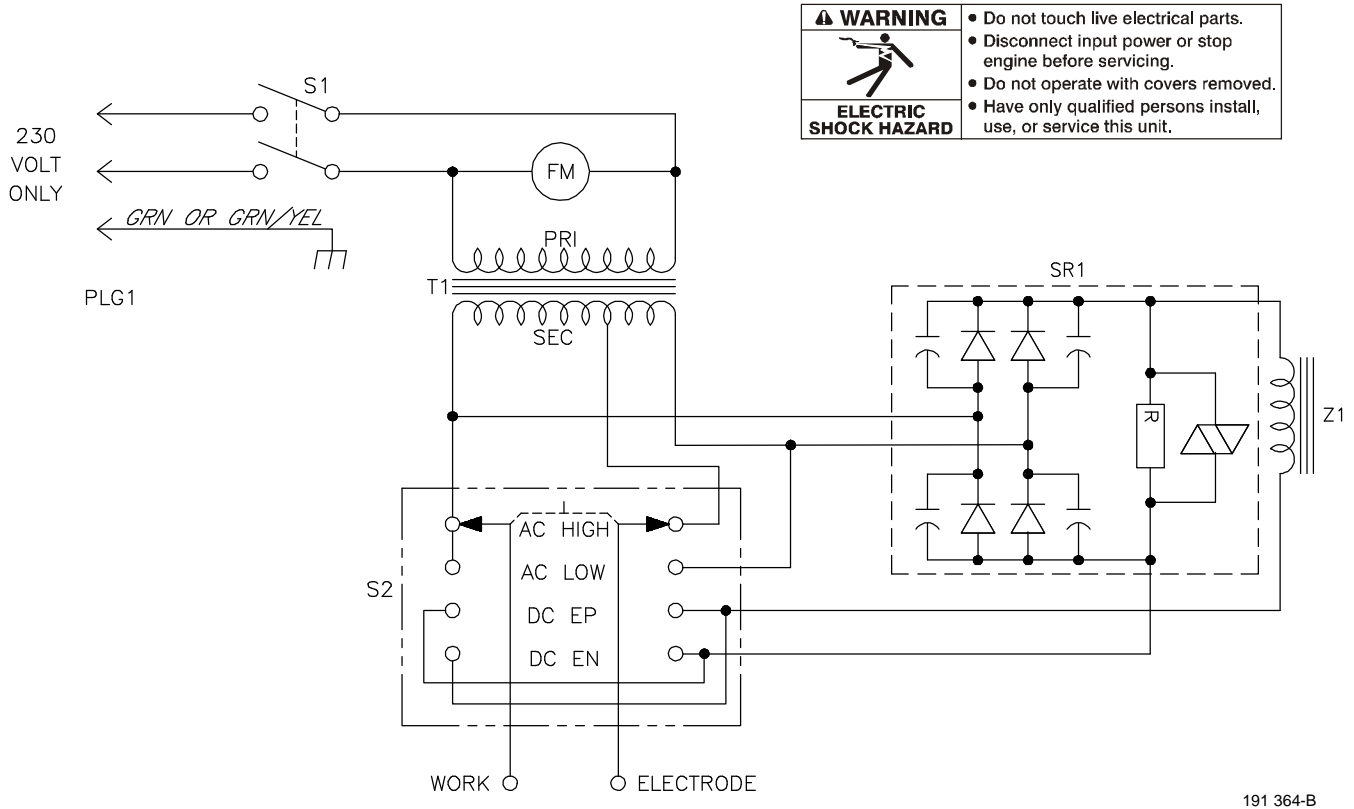 WARNING
ELECTRIC
SHOCK HAZARD
• Do not touch live electrical parts.
• Disconnect input power or stop
engine before servicing.
• Do not operate with covers removed.
• Have only qualified persons install,
use, or service this unit.
S1
230
VOLT
ONLY
FM
GRN OR GRN/YEL
PRI
T1
SEC
PLG1
SR1
R
Z1
S2
AC HIGH
AC LOW
DC EP
DC EN
WORK
ELECTRODE
191 364-B